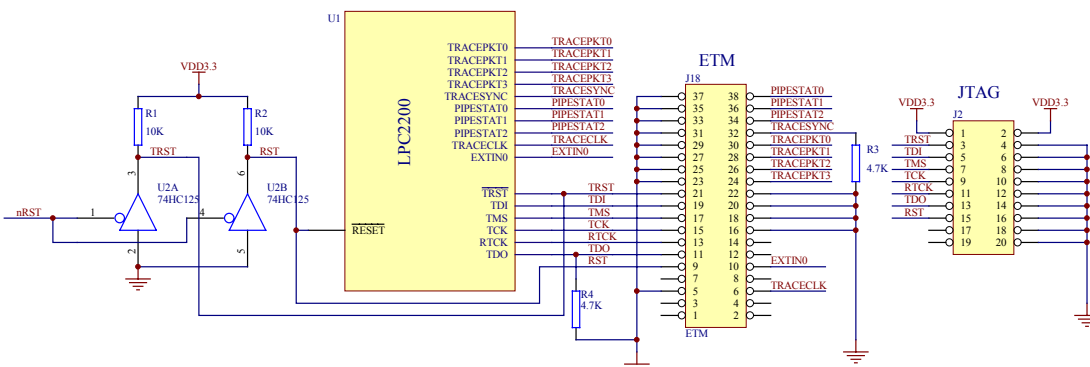 U1
LPC2200
TRACEPKT0 TRACEPKT0
TRACEPKT1 TRACEPKT1
TRACEPKT2 TRACEPKT2
TRACEPKT3 TRACEPKT3
TRACESYNC TRACESYNC
PIPESTAT0 PIPESTAT0
PIPESTAT1 PIPESTAT1
PIPESTAT2 PIPESTAT2
TRACECLK TRACECLK
EXTIN0 EXTIN0
TRST TRST
TDI TDI
TMS TMS
TCK TCK
RTCK RTCK
TDO TDO
RST
RESET
VDD3.3
R1
10K
R2
10K
TRST
RST
3
6
U2A
74HC125
U2B
74HC125
nRST
1
4
2
5
R4
4.7K
ETM
J18
37 38 PIPESTAT0
35 36 PIPESTAT1
33 34 PIPESTAT2
31 32 TRACESYNC
29 30 TRACEPKT0
27 28 TRACEPKT1
25 26 TRACEPKT2
23 24 TRACEPKT3
21 22
19 20
17 18
15 16
13 14
11 12
9 10 EXTIN0
7 8
5 6 TRACECLK
3 4
1 2
ETM
R3
4.7K
JTAG
VDD3.3 VDD3.3
J2
1 2
TRST 3 4
TDI 5 6
TMS 7 8
TCK 9 10
RTCK 11 12
TDO 13 14
RST 15 16
17 18
19 20